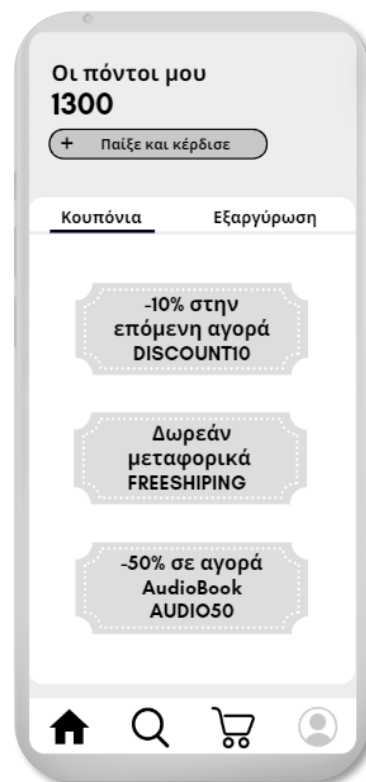 Οι πόντοι μου
1300
+ Παίξε και κέρδισε
Κουπόνια Εξαργύρωση
-10% στην
επόμενη αγορά
DISCOUNT10
Δωρεάν
μεταφορικά
FREESHIPING
-50% σε αγορά
AudioBook
AUDIO50